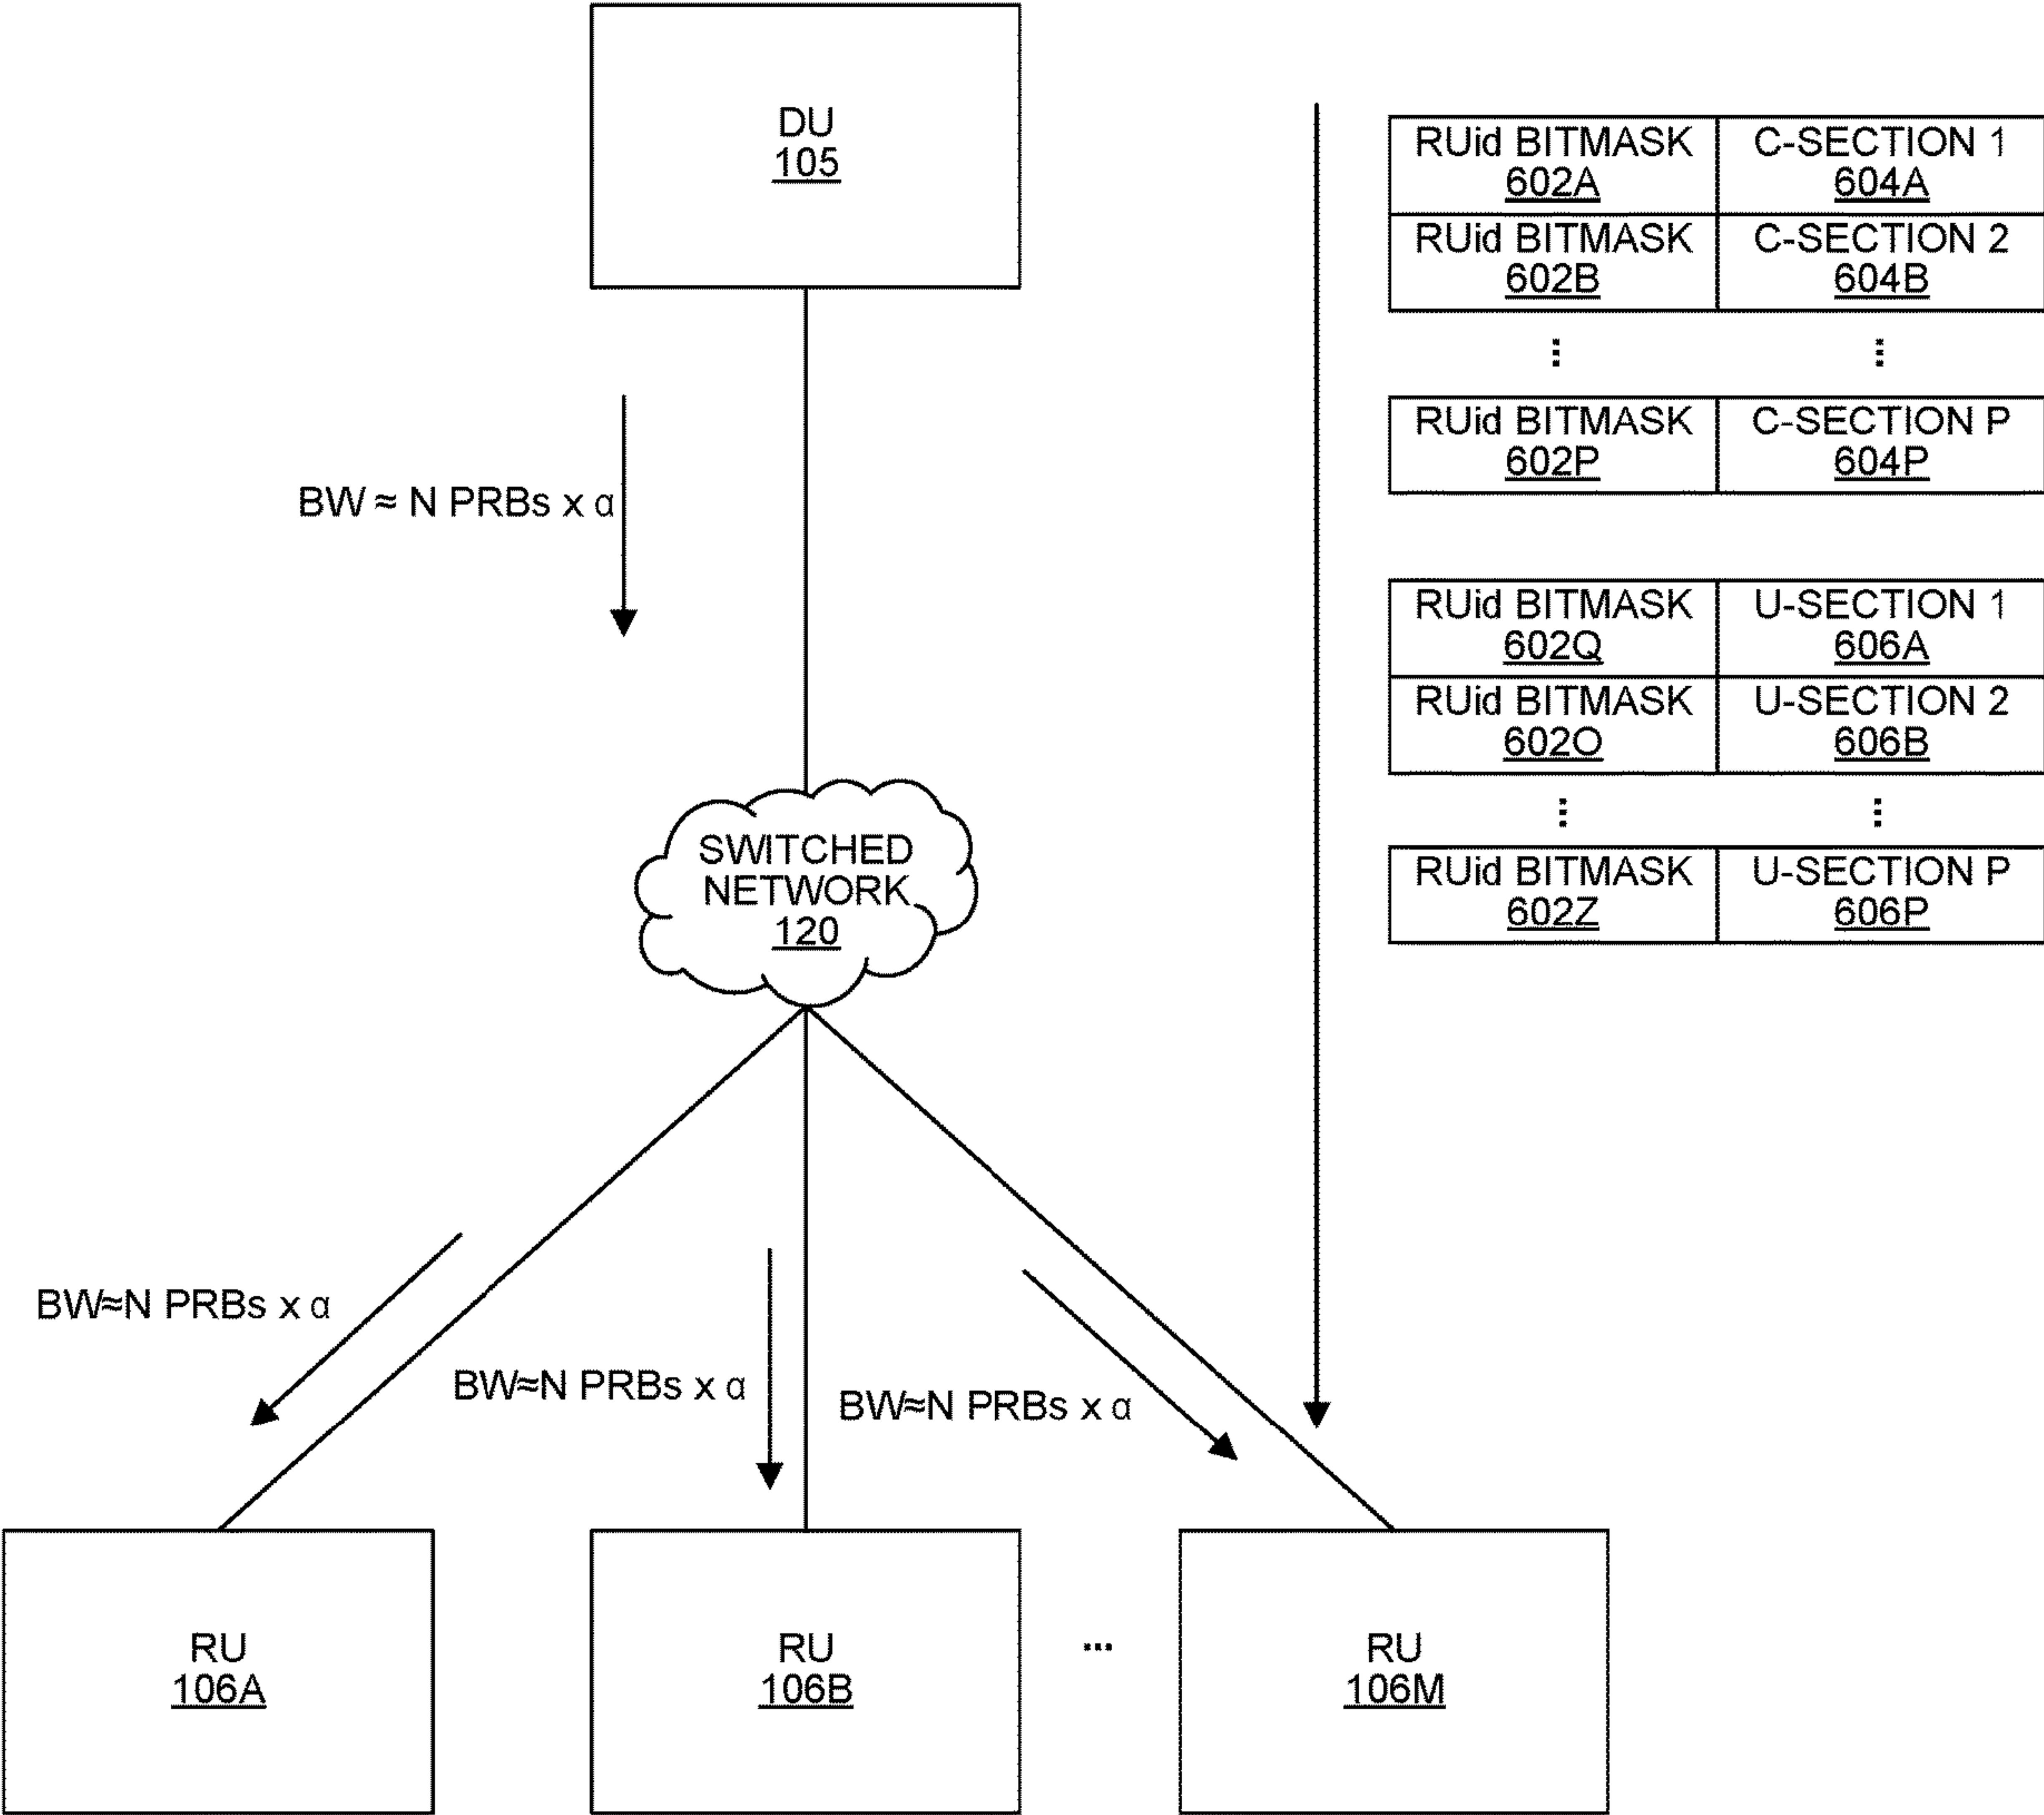 DU
105
RUid BITMASK
602A
C-SECTION 1
604A
RUid BITMASK
602B
C-SECTION 2
604B
⋮
⋮
RUid BITMASK
602P
C-SECTION P
604P
BW ≈ N PRBs x α
RUid BITMASK
602Q
U-SECTION 1
606A
RUid BITMASK
602O
U-SECTION 2
606B
⋮
⋮
RUid BITMASK
602Z
U-SECTION P
606P
SWITCHED
NETWORK
120
BW≈N PRBs x α
BW≈N PRBs x α
BW≈N PRBs x α
RU
106A
RU
106B
...
RU
106M